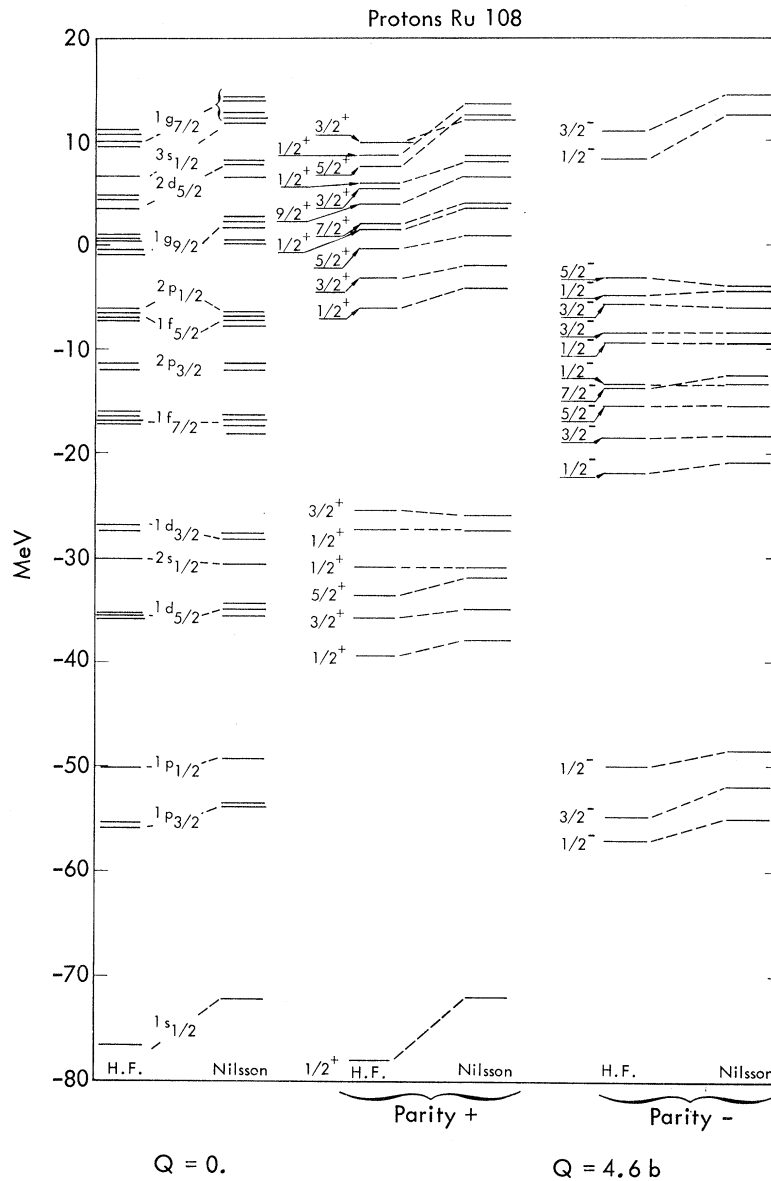 Protons Ru 108
MeV
20
10
0
-10
-20
-30
-40
-50
-60
-70
-80
1g7/2
3s1/2
2d5/2
1g9/2
2p1/2
1f5/2
2p3/2
1f7/2
1d3/2
2s1/2
1d5/2
1p1/2
1p3/2
1s1/2
H.F.
Nilsson
3/2+
1/2+
5/2+
1/2+
3/2+
9/2+
7/2+
1/2+
5/2+
3/2+
1/2+
3/2+
1/2+
1/2+
5/2+
3/2+
1/2+
1/2+
H.F.
Nilsson
Parity +
3/2-
1/2-
5/2-
1/2-
3/2-
3/2-
1/2-
1/2-
7/2-
5/2-
3/2-
1/2-
1/2-
3/2-
1/2-
H.F.
Nilsson
Parity -
Q = 0.
Q = 4.6 b